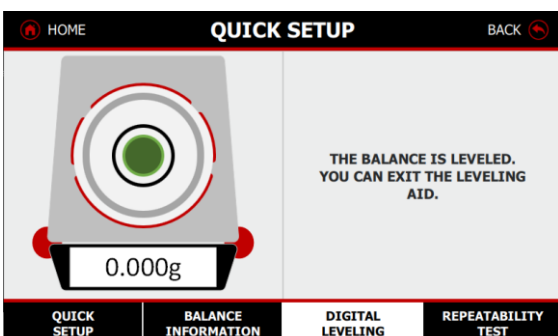 HOME
QUICK SETUP
BACK
THE BALANCE IS LEVELED.
YOU CAN EXIT THE LEVELING
AID.
0.000g
QUICK
SETUP
BALANCE
INFORMATION
DIGITAL
LEVELING
REPEATABILITY
TEST